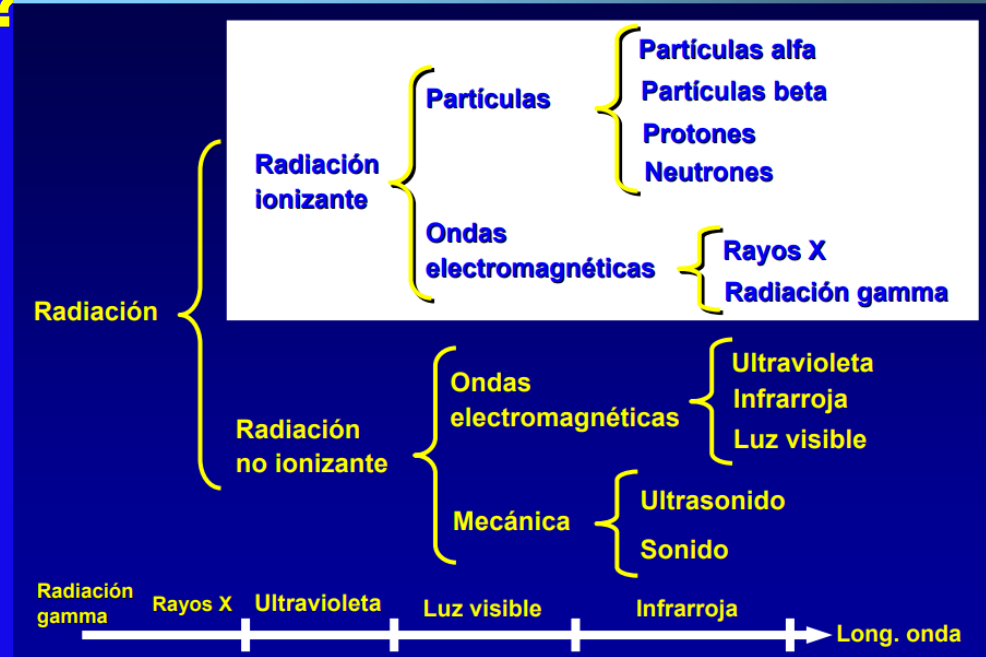 Radiación
Radiación
ionizante
Partículas
Partículas alfa
Partículas beta
Protones
Neutrones
Ondas
electromagnéticas
Rayos X
Radiación gamma
Radiación
no ionizante
Ondas
electromagnéticas
Ultravioleta
Infrarroja
Luz visible
Mecánica
Ultrasonido
Sonido
Radiación
gamma
Rayos X
Ultravioleta
Luz visible
Infrarroja
Long. onda